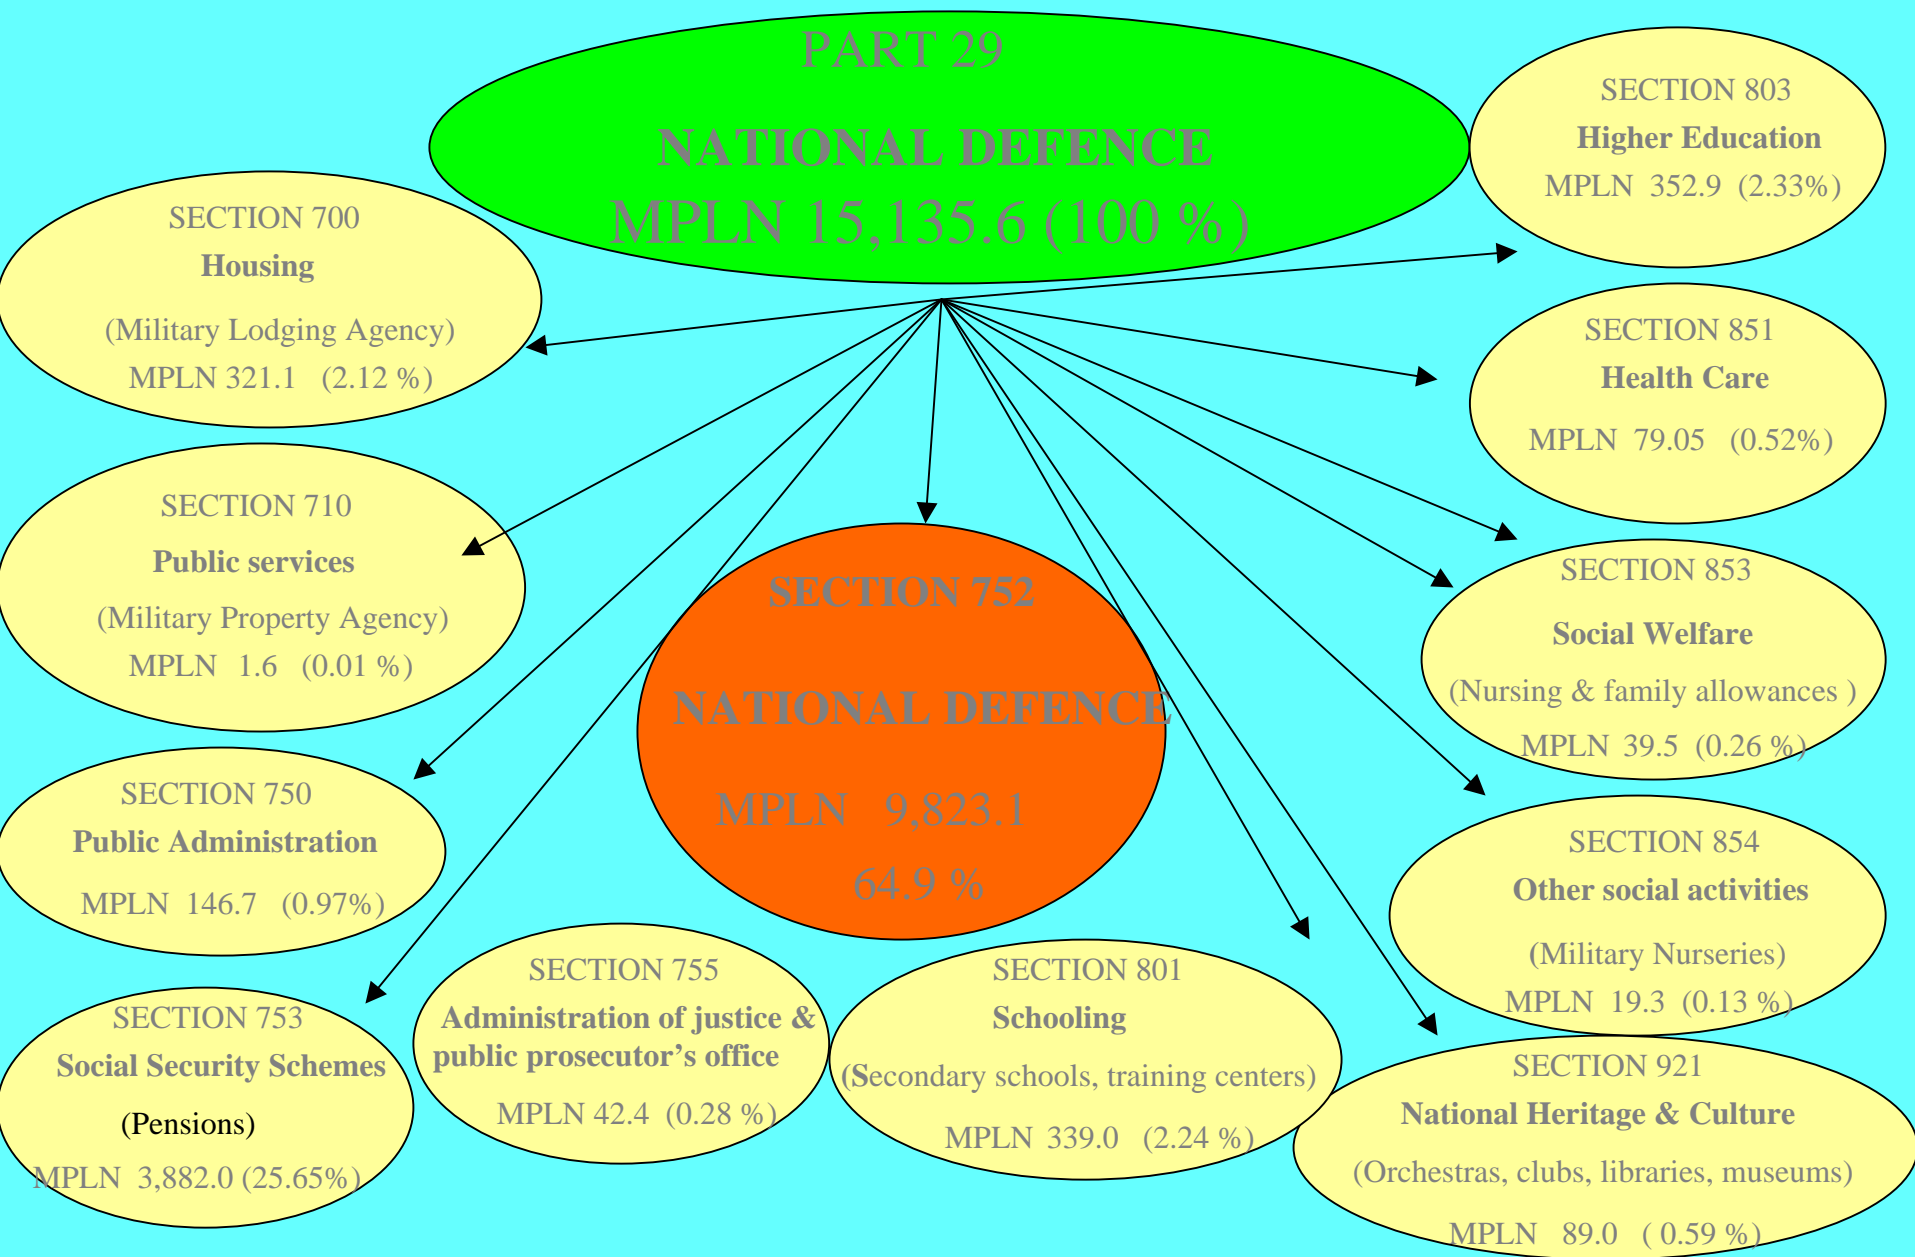 PART 29
NATIONAL DEFENCE
MPLN 15,135.6 (100 %)
SECTION 803
Higher Education
MPLN 352.9 (2.33%)
SECTION 700
Housing
(Military Lodging Agency)
MPLN 321.1 (2.12 %)
SECTION 851
Health Care
MPLN 79.05 (0.52%)
SECTION 710
Public services
(Military Property Agency)
MPLN 1.6 (0.01 %)
SECTION 752
NATIONAL DEFENCE
MPLN 9,823.1
64.9 %
SECTION 853
Social Welfare
(Nursing & family allowances )
MPLN 39.5 (0.26 %)
SECTION 750
Public Administration
MPLN 146.7 (0.97%)
SECTION 854
Other social activities
(Military Nurseries)
MPLN 19.3 (0.13 %)
SECTION 753
Social Security Schemes
(Pensions)
MPLN 3,882.0 (25.65%)
SECTION 755
Administration of justice &
public prosecutor’s office
MPLN 42.4 (0.28 %)
SECTION 801
Schooling
(Secondary schools, training centers)
MPLN 339.0 (2.24 %)
SECTION 921
National Heritage & Culture
(Orchestras, clubs, libraries, museums)
MPLN 89.0 ( 0.59 %)